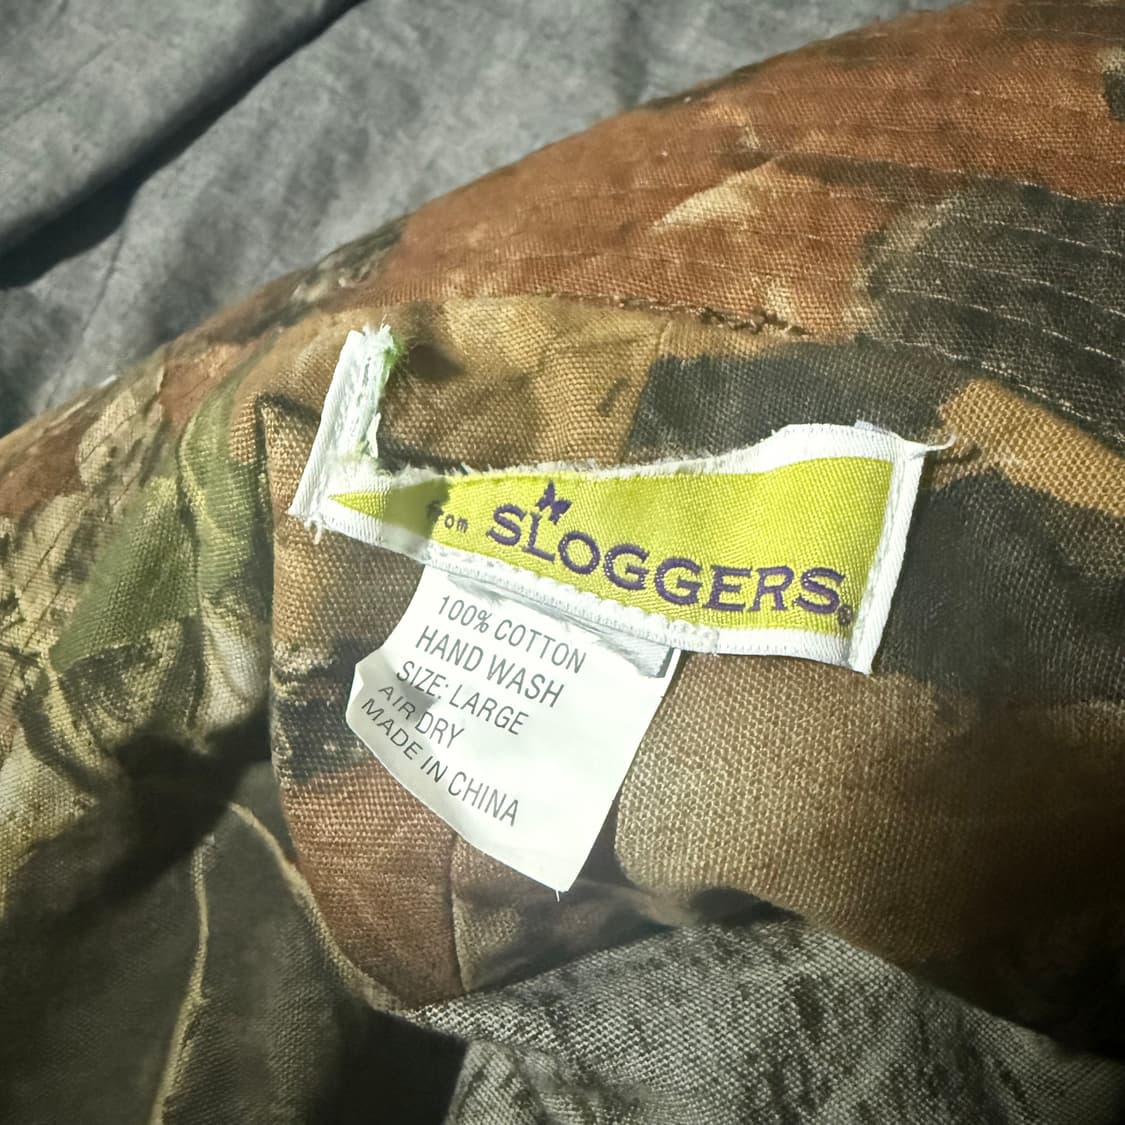 from SLOGGERS®
100% COTTON
HAND WASH
SIZE: LARGE
AIR DRY
MADE IN CHINA